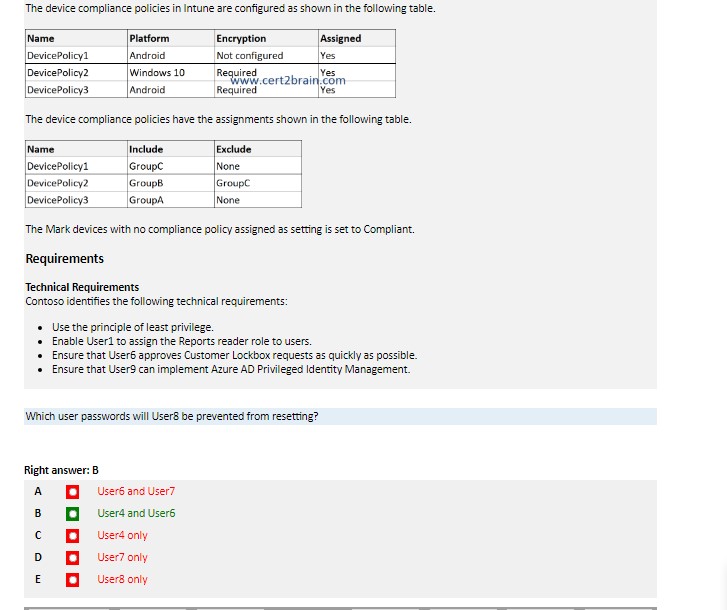 The device compliance policies in Intune are configured as shown in the following table.
Name Platform Encryption Assigned
DevicePolicy1 Android Not configured Yes
DevicePolicy2 Windows 10 Required Yes
www.cert2brain.com
DevicePolicy3 Android Required Yes
The device compliance policies have the assignments shown in the following table.
Name Include Exclude
DevicePolicy1 GroupC None
DevicePolicy2 GroupB GroupC
DevicePolicy3 GroupA None
The Mark devices with no compliance policy assigned as setting is set to Compliant.
Requirements
Technical Requirements
Contoso identifies the following technical requirements:
• Use the principle of least privilege.
• Enable User1 to assign the Reports reader role to users.
• Ensure that User6 approves Customer Lockbox requests as quickly as possible.
• Ensure that User9 can implement Azure AD Privileged Identity Management.
Which user passwords will User8 be prevented from resetting?
Right answer: B
A User6 and User7
B User4 and User6
C User4 only
D User7 only
E User8 only